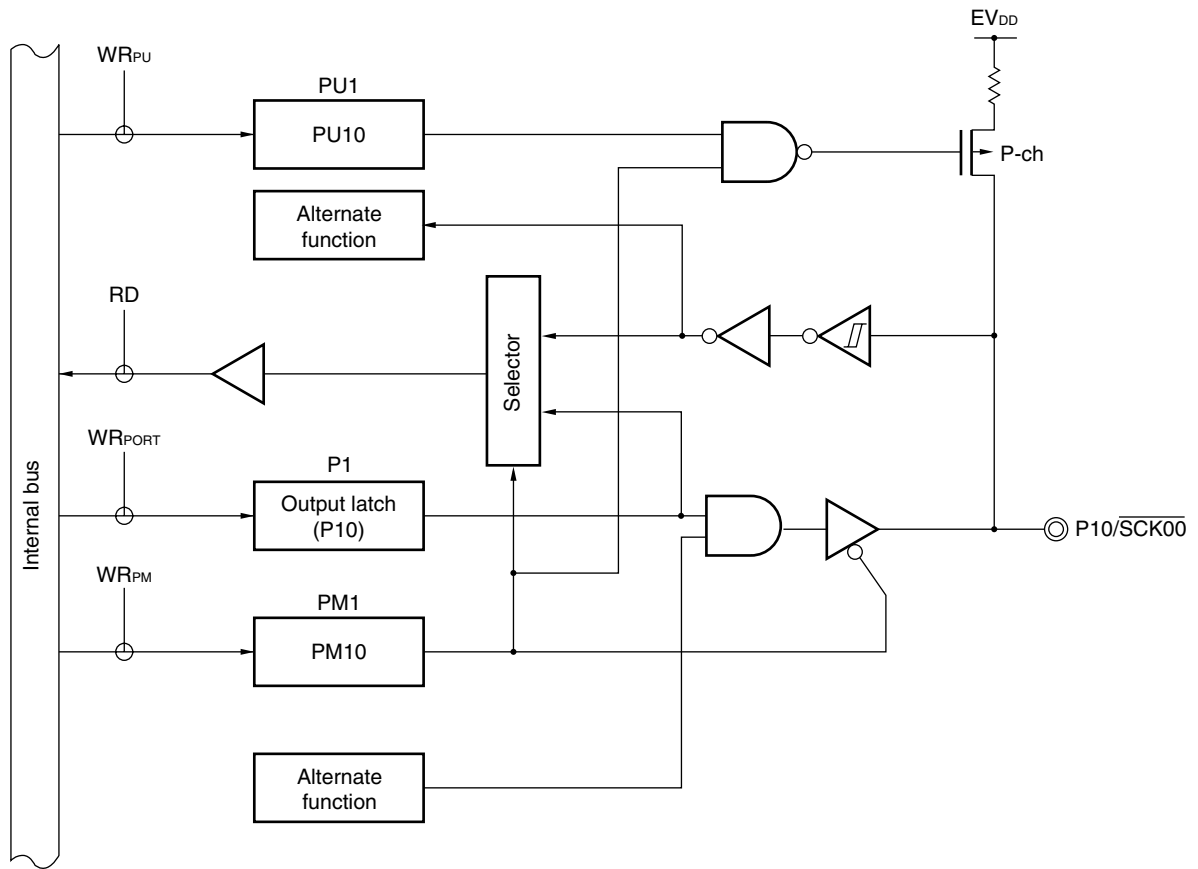 EVDD
WRPU
PU1
PU10
P-ch
Alternate
function
RD
Selector
WRPORT
P1
Output latch
(P10)
P10/SCK00
Internal bus
WRPM
PM1
PM10
Alternate
function